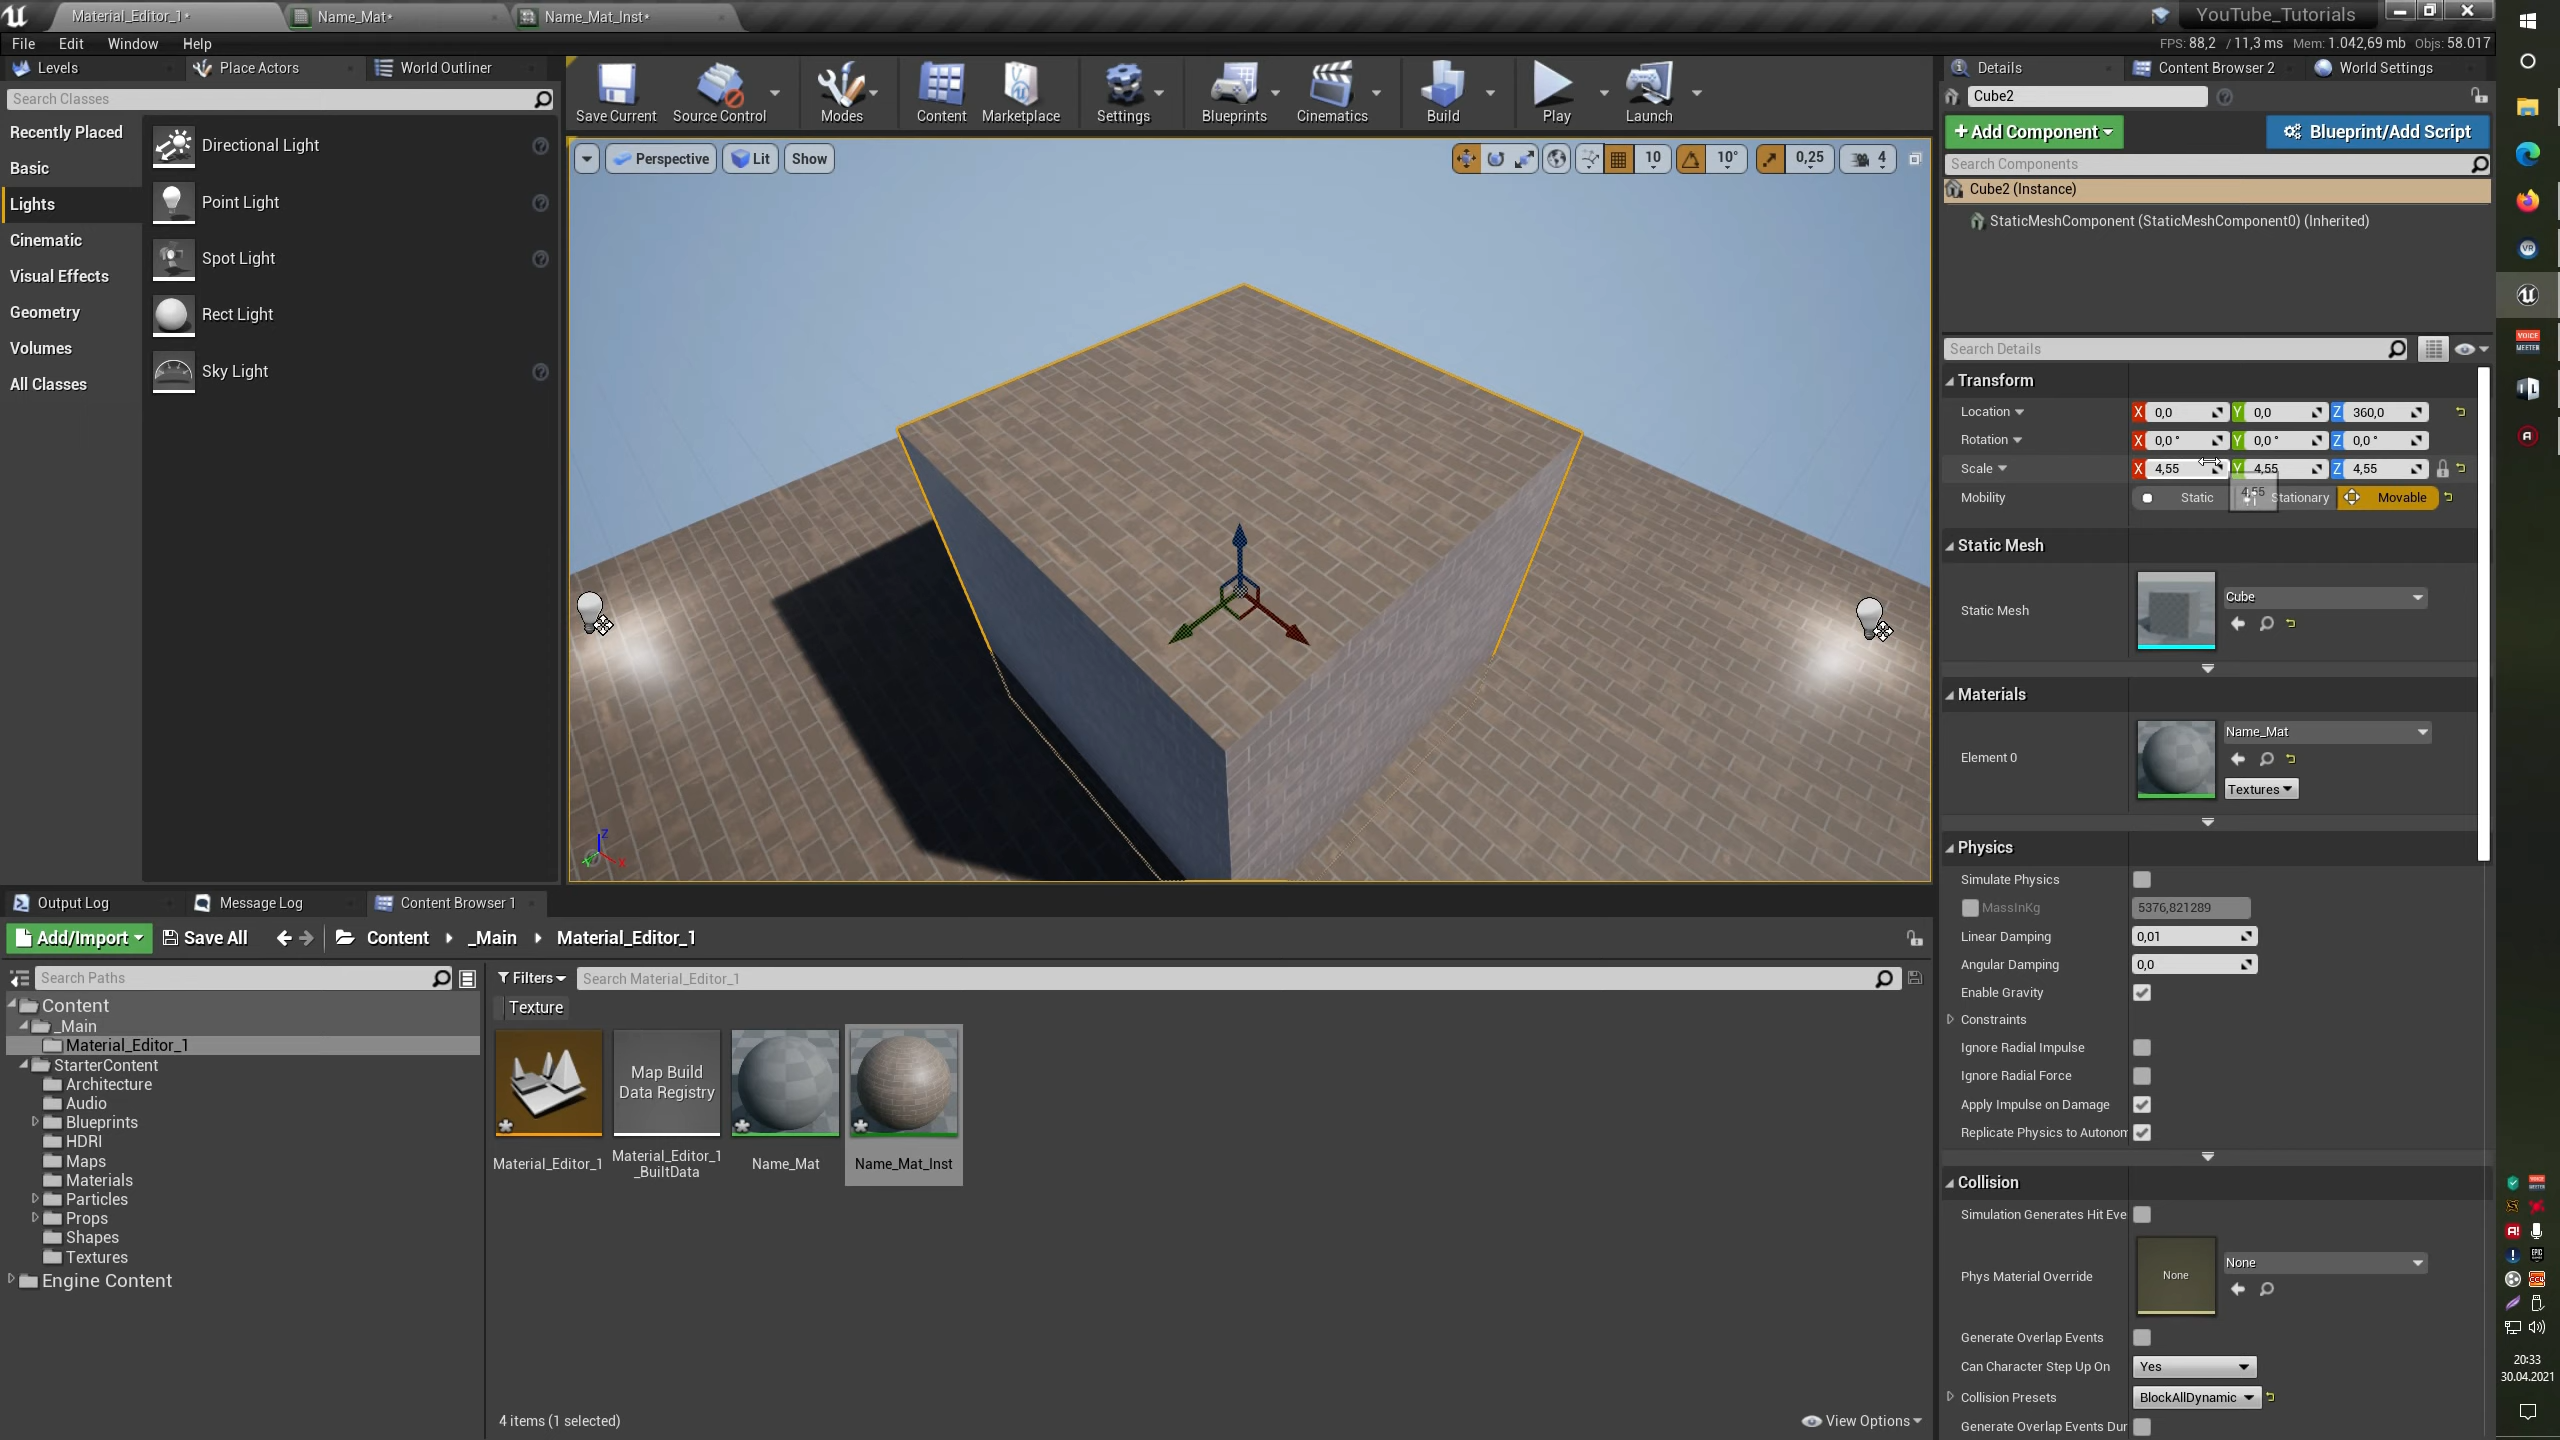 Material_Editor_1*
Name_Mat*
Name_Mat_Inst*
YouTube_Tutorials
File Edit Window Help
FPS: 88,2 / 11,3 ms Mem: 1.042,69 mb Objs: 58.017
Levels
Place Actors
World Outliner
Search Classes
Recently Placed
Basic
Lights
Cinematic
Visual Effects
Geometry
Volumes
All Classes
Directional Light
Point Light
Spot Light
Rect Light
Sky Light
Save Current
Source Control
Modes
Content
Marketplace
Settings
Blueprints
Cinematics
Build
Play
Launch
Perspective
Lit
Show
10
10°
0,25
4
Z
X
Details
Content Browser 2
World Settings
Cube2
+Add Component
Blueprint/Add Script
Search Components
Cube2 (Instance)
StaticMeshComponent (StaticMeshComponent0) (Inherited)
Search Details
Transform
Location X 0,0 Y 0,0 Z 360,0
Rotation X 0,0 ° Y 0,0 ° Z 0,0 °
Scale X 4,55 Y 4,55 Z 4,55
4,55
Mobility Static Stationary Movable
Static Mesh
Static Mesh Cube
Materials
Element 0 Name_Mat
Textures
Physics
Simulate Physics
MassInKg 5376,821289
Linear Damping 0,01
Angular Damping 0,0
Enable Gravity
Constraints
Ignore Radial Impulse
Ignore Radial Force
Apply Impulse on Damage
Replicate Physics to Autonom
Collision
Simulation Generates Hit Eve
Phys Material Override None None
Generate Overlap Events
Can Character Step Up On Yes
Collision Presets BlockAllDynamic
Generate Overlap Events Dur
Output Log
Message Log
Content Browser 1
Add/Import
Save All
Content
_Main
Material_Editor_1
Search Paths
Content
_Main
Material_Editor_1
StarterContent
Architecture
Audio
Blueprints
HDRI
Maps
Materials
Particles
Props
Shapes
Textures
Engine Content
Filters
Search Material_Editor_1
Texture
Map Build
Data Registry
Material_Editor_1
Material_Editor_1
_BuiltData
Name_Mat
Name_Mat_Inst
4 items (1 selected)
View Options
VR
VOICE
MEETER
20:33
30.04.2021